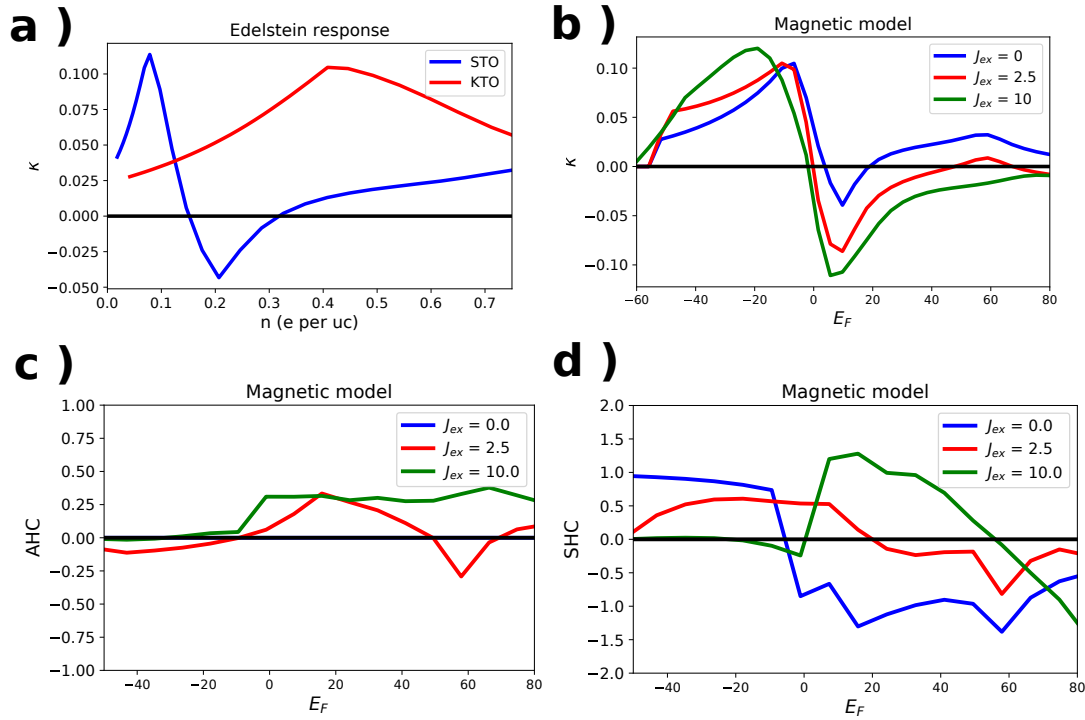 a )
Edelstein response
STO
KTO
κ
0.100
0.075
0.050
0.025
0.000
−0.025
−0.050
0.0 0.1 0.2 0.3 0.4 0.5 0.6 0.7
n (e per uc)
b )
Magnetic model
J_ex = 0
J_ex = 2.5
J_ex = 10
κ
0.10
0.05
0.00
−0.05
−0.10
−60 −40 −20 0 20 40 60 80
E_F
c )
Magnetic model
J_ex = 0.0
J_ex = 2.5
J_ex = 10.0
AHC
1.00
0.75
0.50
0.25
0.00
−0.25
−0.50
−0.75
−1.00
−40 −20 0 20 40 60 80
E_F
d )
Magnetic model
J_ex = 0.0
J_ex = 2.5
J_ex = 10.0
SHC
2.0
1.5
1.0
0.5
0.0
−0.5
−1.0
−1.5
−2.0
−40 −20 0 20 40 60 80
E_F